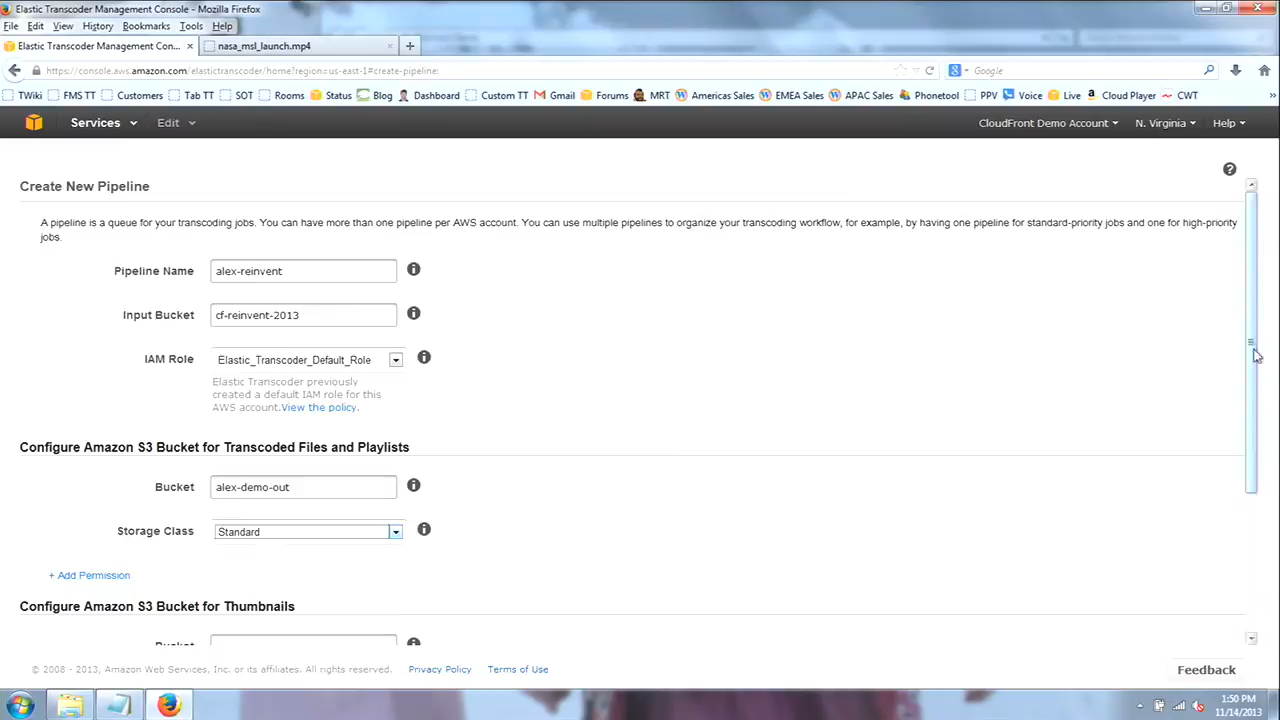 Elastic Transcoder Management Console - Mozilla Firefox
File Edit View History Bookmarks Tools Help
Elastic Transcoder Management Con... × nasa_msl_launch.mp4 × +
https://console.aws.amazon.com/elastictranscoder/home?region=us-east-1#create-pipeline: Google
TWiki FMS TT Customers Tab TT SOT Rooms Status Blog Dashboard Custom TT Gmail Forums MRT Americas Sales EMEA Sales APAC Sales Phonetool PPV Voice Live Cloud Player CWT »
Services Edit CloudFront Demo Account N. Virginia Help
Create New Pipeline
A pipeline is a queue for your transcoding jobs. You can have more than one pipeline per AWS account. You can use multiple pipelines to organize your transcoding workflow, for example, by having one pipeline for standard-priority jobs and one for high-priority
jobs.
Pipeline Name alex-reinvent
Input Bucket cf-reinvent-2013
IAM Role Elastic_Transcoder_Default_Role
Elastic Transcoder previously
created a default IAM role for this
AWS account.View the policy.
Configure Amazon S3 Bucket for Transcoded Files and Playlists
Bucket alex-demo-out
Storage Class Standard
+ Add Permission
Configure Amazon S3 Bucket for Thumbnails
Bucket
© 2008 - 2013, Amazon Web Services, Inc. or its affiliates. All rights reserved. Privacy Policy Terms of Use Feedback
1:50 PM
11/14/2013